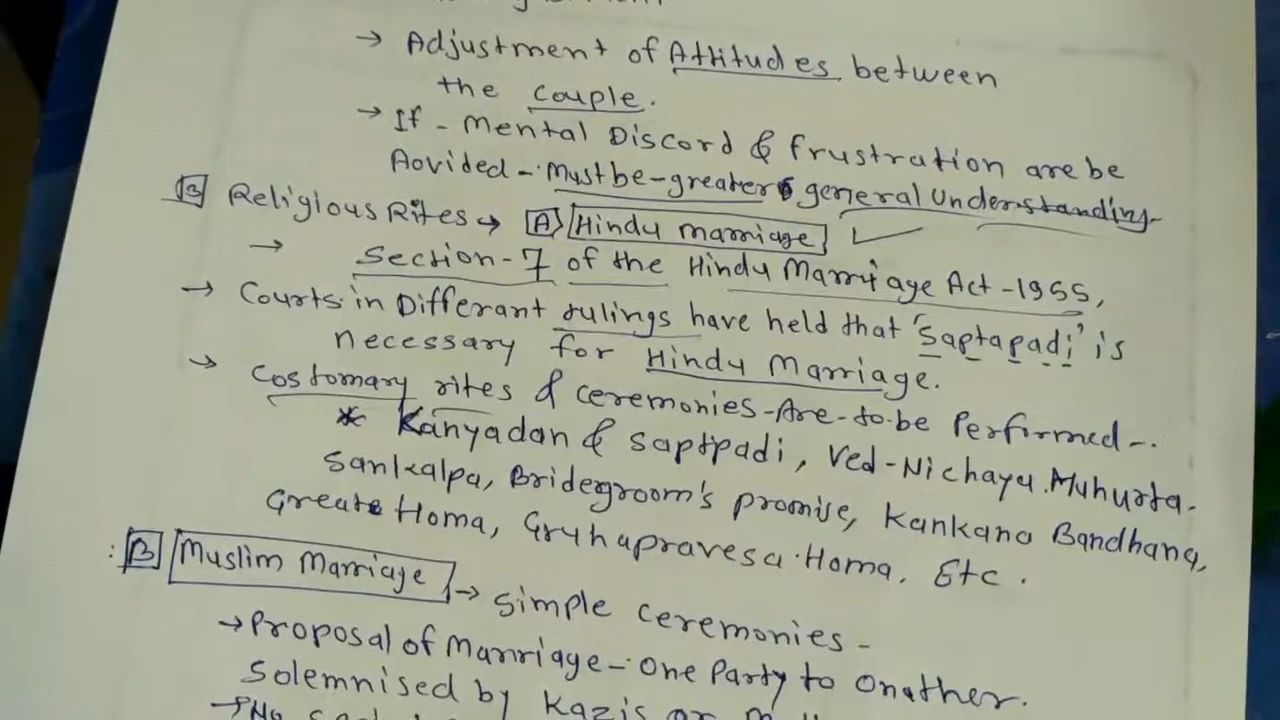 → Adjustment of Attitudes between
the couple.
→ If - Mental Discord & frustration are be
Aovided - Must be - greater & general Understanding
[B] Religious Rites → [A] Hindu marriage
→ Section-7 of the Hindu Marriage Act -1955,
→ Courts in Differant rulings have held that 'Saptapadi' is
necessary for Hindu Marriage.
→ Costomary rites & ceremonies - Are - to be Performed -.
* Kanyadan & saptpadi, Ved-Nichaya Muhurta.
Sankalpa, Bridegroom's promise, Kankana Bandhana,
Greate Homa, Gruhapravesa Homa, Etc.
: [B] Muslim Marriage → simple ceremonies -
→ Proposal of Marriage - One Party to Onather.
Solemnised by Kazis or
→ No